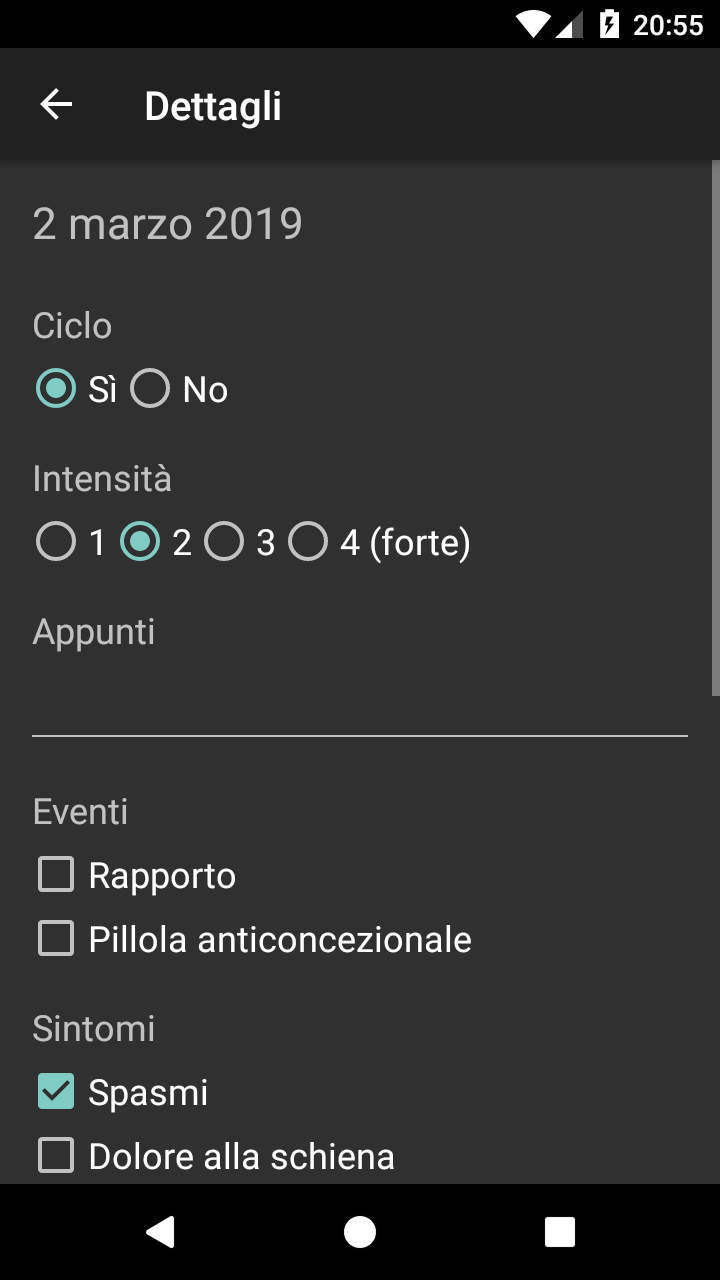 20:55
Dettagli
2 marzo 2019
Ciclo
Sì No
Intensità
1 2 3 4 (forte)
Appunti
Eventi
Rapporto
Pillola anticoncezionale
Sintomi
Spasmi
Dolore alla schiena